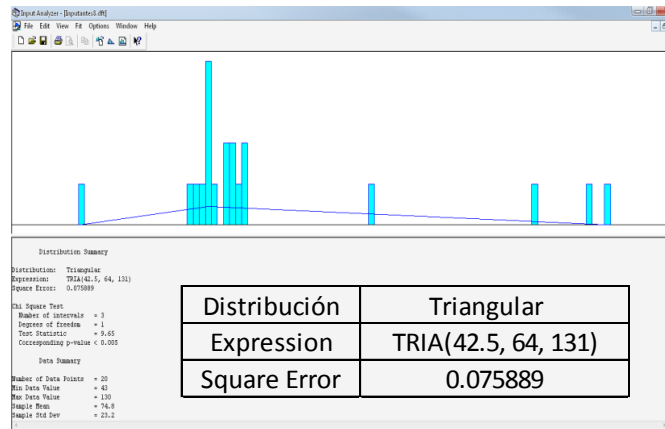 Input Analyzer - [Inputantes8.dft]
File Edit View Fit Options Window Help
Distribution Summary
Distribution: Triangular
Expression: TRIA(42.5, 64, 131)
Square Error: 0.075889
Chi Square Test
Number of intervals = 3
Degrees of freedom = 1
Test Statistic = 9.65
Corresponding p-value < 0.005
Data Summary
Number of Data Points = 20
Min Data Value = 43
Max Data Value = 130
Sample Mean = 74.8
Sample Std Dev = 23.2
Distribución Triangular
Expression TRIA(42.5, 64, 131)
Square Error 0.075889